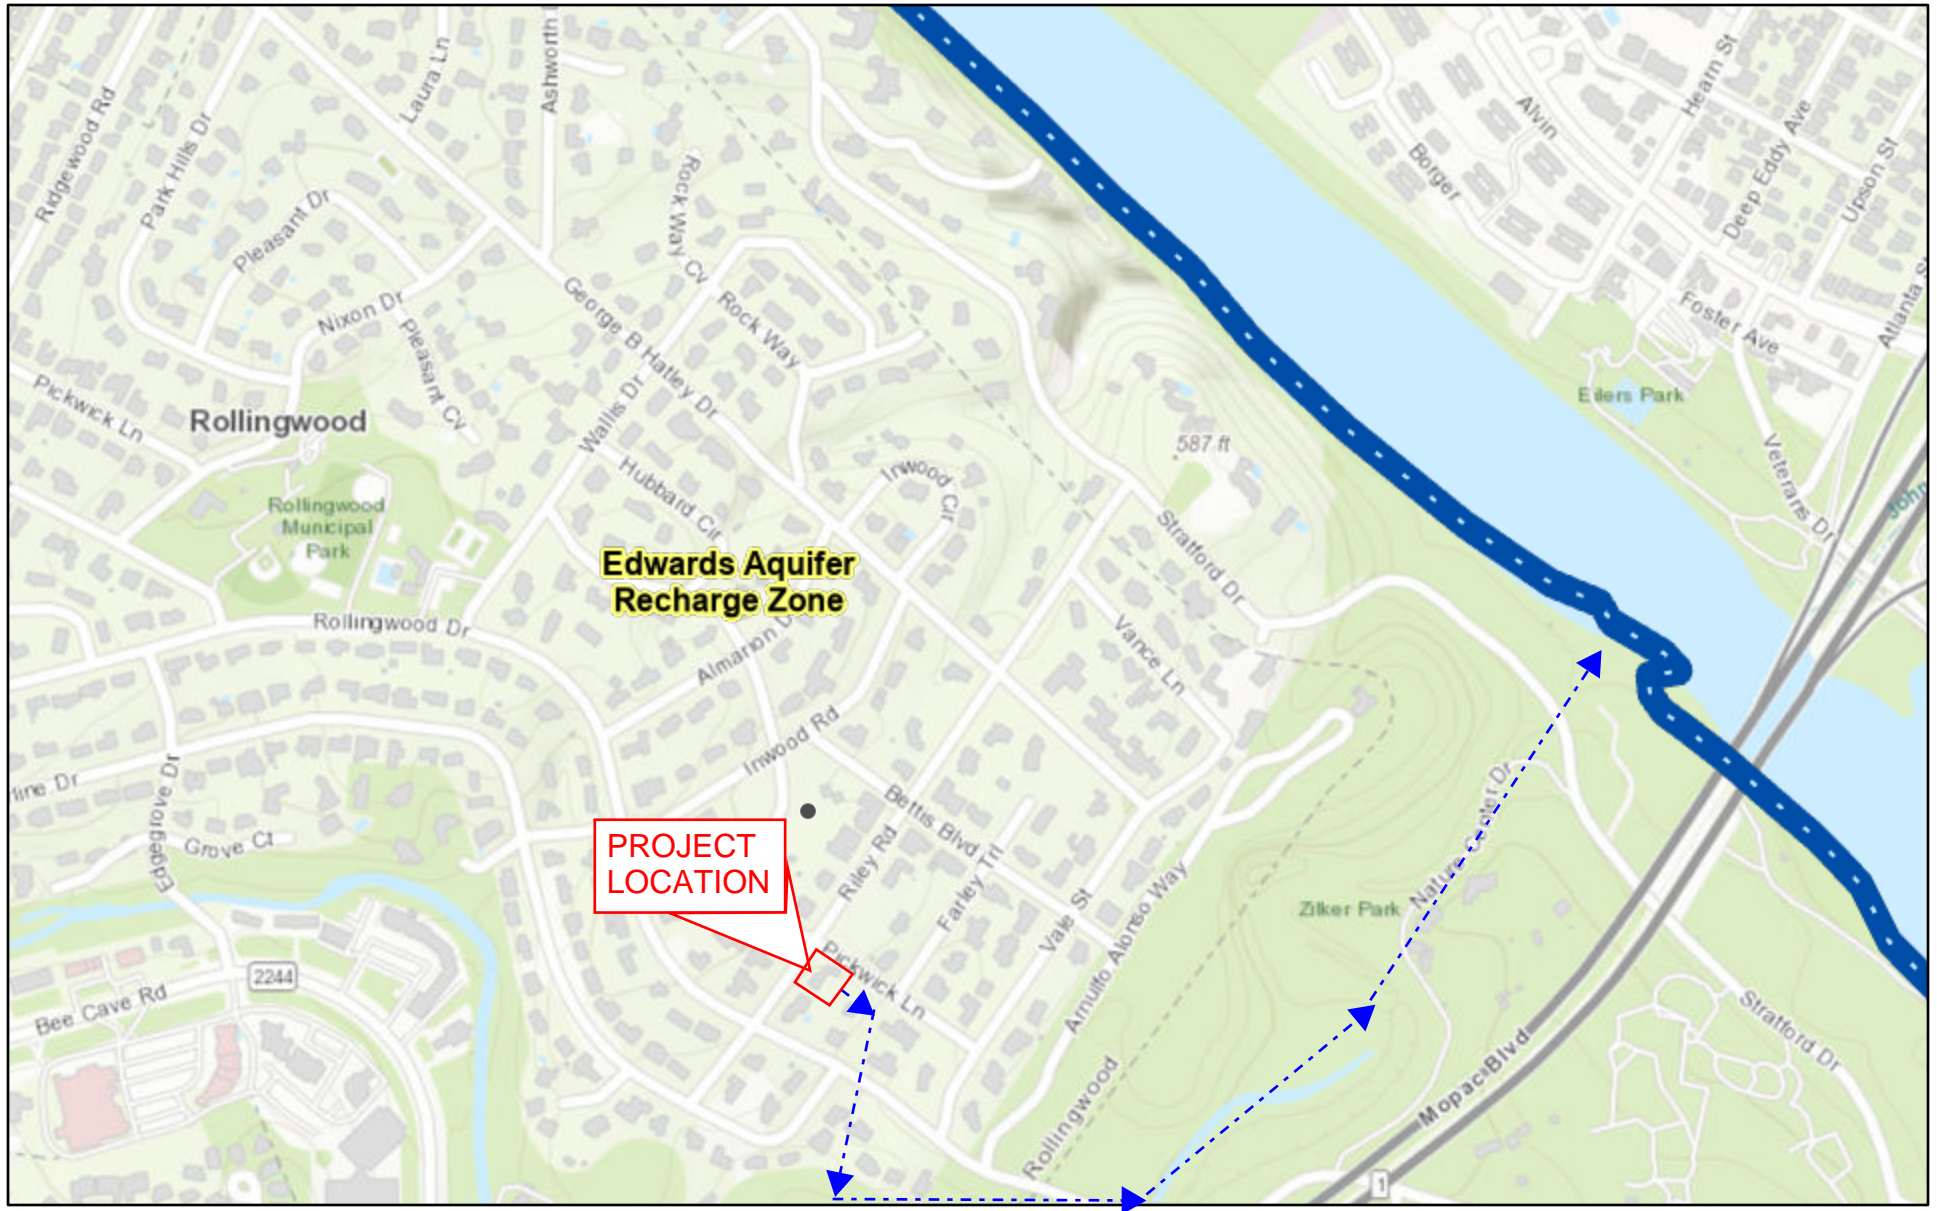 Ridgewood Rd
Park Hills Dr
Laura Ln
Ashworth
Pleasant Dr
Rock Way Cv
Nixon Dr
Pleasant Cv
George B Hatley Dr
Rock Way
Pickwick Ln
Rollingwood
Wallis Dr
Hubbard Cir
Inwood Cir
Rollingwood
Municipal
Park
Edwards Aquifer
Recharge Zone
587 ft
Stratford Dr
Rollingwood Dr
Almarion D
Vance Ln
Inwood Rd
line Dr
Edgegrove Dr
Grove Ct
Bettis Blvd
PROJECT
LOCATION
Riley Rd
Farley Trl
Vale St
Arnulfo Alonso Way
Pickwick Ln
2244
Bee Cave Rd
Rollingwood
Zilker Park
Nature Center Dr
Mopac Blvd
1
Stratford Dr
Alvin
Borger
Hearn St
Deep Eddy Ave
Upson St
Atlanta S
Foster Ave
Eilers Park
Veterans Dr
John